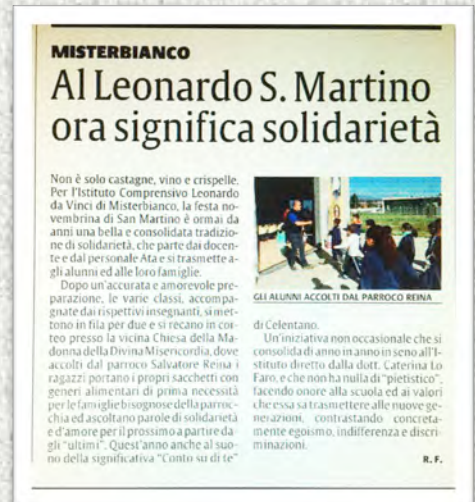 MISTERBIANCO
Al Leonardo S. Martino
ora significa solidarietà
Non è solo castagne, vino e crispelle.
Per l'Istituto Comprensivo Leonardo
da Vinci di Misterbianco, la festa no-
vembrina di San Martino è ormai da
anni una bella e consolidata tradizio-
ne di solidarietà, che parte dai docen-
te e dal personale Ata e si trasmette a-
gli alunni ed alle loro famiglie.
Dopo un'accurata e amorevole pre-
parazione, le varie classi, accompa-
gnate dai rispettivi insegnanti, si met-
tono in fila per due e si recano in cor-
teo presso la vicina Chiesa della Ma-
donna della Divina Misericordia, dove
accolti dal parroco Salvatore Reina i
ragazzi portano i propri sacchetti con
generi alimentari di prima necessità
per le famiglie bisognose della parroc-
chia ed ascoltano parole di solidarietà
e d'amore per il prossimo a partire da-
gli "ultimi". Quest'anno anche al suo-
no della significativa "Conto su di te"
GLI ALUNNI ACCOLTI DAL PARROCO REINA
di Celentano.
Un'iniziativa non occasionale che si
consolida di anno in anno in seno all'I-
stituto diretto dalla dott. Caterina Lo
Faro, e che non ha nulla di "pietistico",
facendo onore alla scuola ed ai valori
che essa sa trasmettere alle nuove ge-
nerazioni, contrastando concreta-
mente egoismo, indifferenza e discri-
minazioni.
R. F.